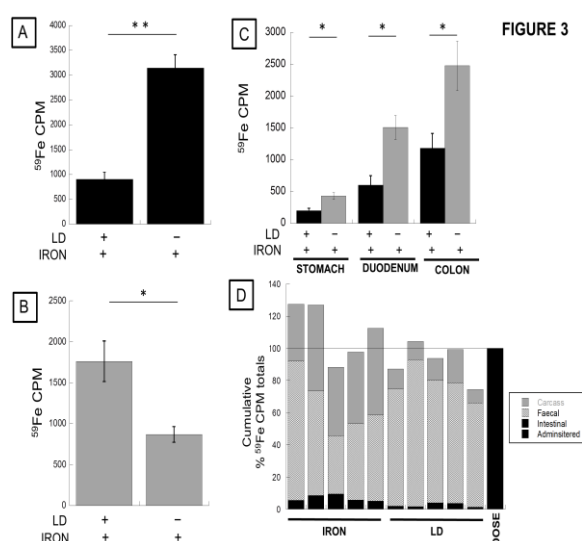 FIGURE 3
A
**
3500
3000
2500
2000
1500
1000
500
0
59Fe CPM
LD + −
IRON + +
B
*
2500
2000
1500
1000
500
0
59Fe CPM
LD + −
IRON + +
C
* * *
3000
2500
2000
1500
1000
500
0
59Fe CPM
LD + − + − + −
IRON + + + + + +
STOMACH DUODENUM COLON
D
140
120
100
80
60
40
20
0
Cumulative
% 59Fe CPM totals
IRON LD DOSE
Carcass
Faecal
Intestinal
Adminsitered